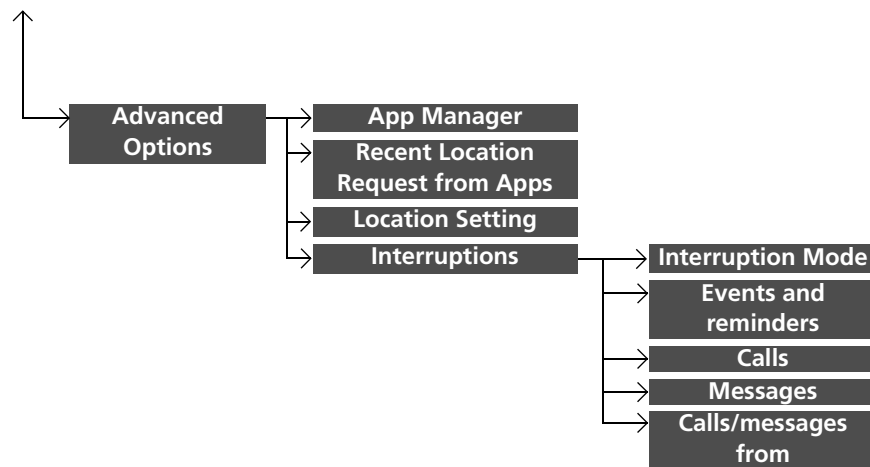 Advanced
Options
App Manager
Recent Location
Request from Apps
Location Setting
Interruptions
Interruption Mode
Events and
reminders
Calls
Messages
Calls/messages
from